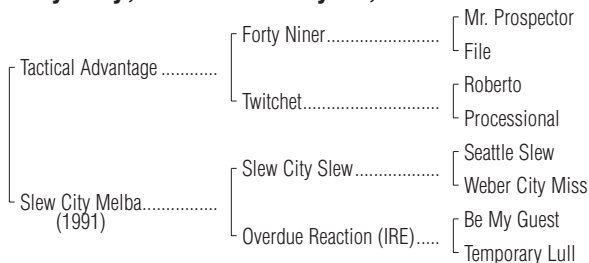 Mr. Prospector
Forty Niner
File
Tactical Advantage
Roberto
Twitchet
Processional
Seattle Slew
Slew City Slew
Weber City Miss
Slew City Melba
(1991)
Be My Guest
Overdue Reaction (IRE)
Temporary Lull